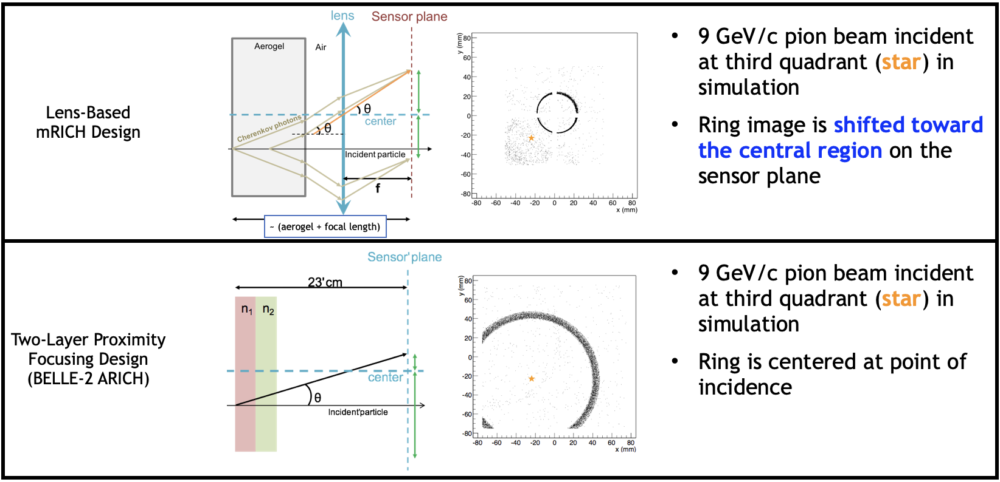 Lens-Based
mRICH Design
lens
Sensor plane
Aerogel
Air
Cherenkov photons
θ
θ
center
Incident particle
f
~ (aerogel + focal length)
y (mm)
80
60
40
20
0
-20
-40
-60
-80
-80 -60 -40 -20 0 20 40 60 80
x (mm)
• 9 GeV/c pion beam incident
at third quadrant (star) in
simulation
• Ring image is shifted toward
the central region on the
sensor plane
Two-Layer Proximity
Focusing Design
(BELLE-2 ARICH)
Sensor'plane
23'cm
n1 n2
center
θ
Incident'particle
y (mm)
80
60
40
20
0
-20
-40
-60
-80
-80 -60 -40 -20 0 20 40 60 80
x (mm)
• 9 GeV/c pion beam incident
at third quadrant (star) in
simulation
• Ring is centered at point of
incidence